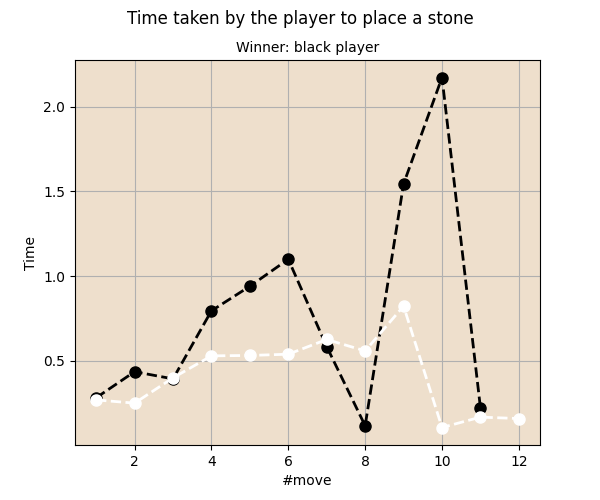 Time taken by the player to place a stone
Winner: black player
2.0
1.5
1.0
0.5
Time
2 4 6 8 10 12
#move